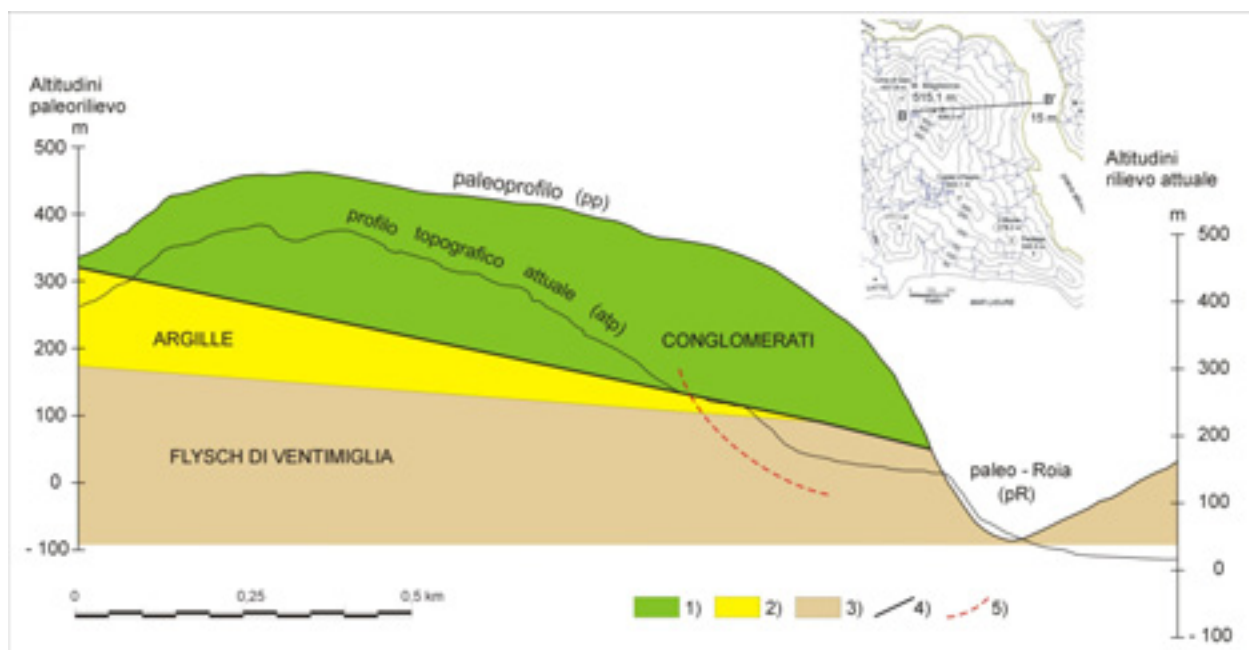 Altitudini
paleorilievo
m
500
400
300
200
100
0
- 100
paleoprofilo (pp)
profilo topografico attuale (atp)
ARGILLE
CONGLOMERATI
FLYSCH DI VENTIMIGLIA
paleo - Roia
(pR)
515,1 m
B
B'
15 m
Altitudini
rilievo attuale
m
500
400
300
200
100
0
- 100
0
0,25
0,5 km
1)
2)
3)
4)
5)